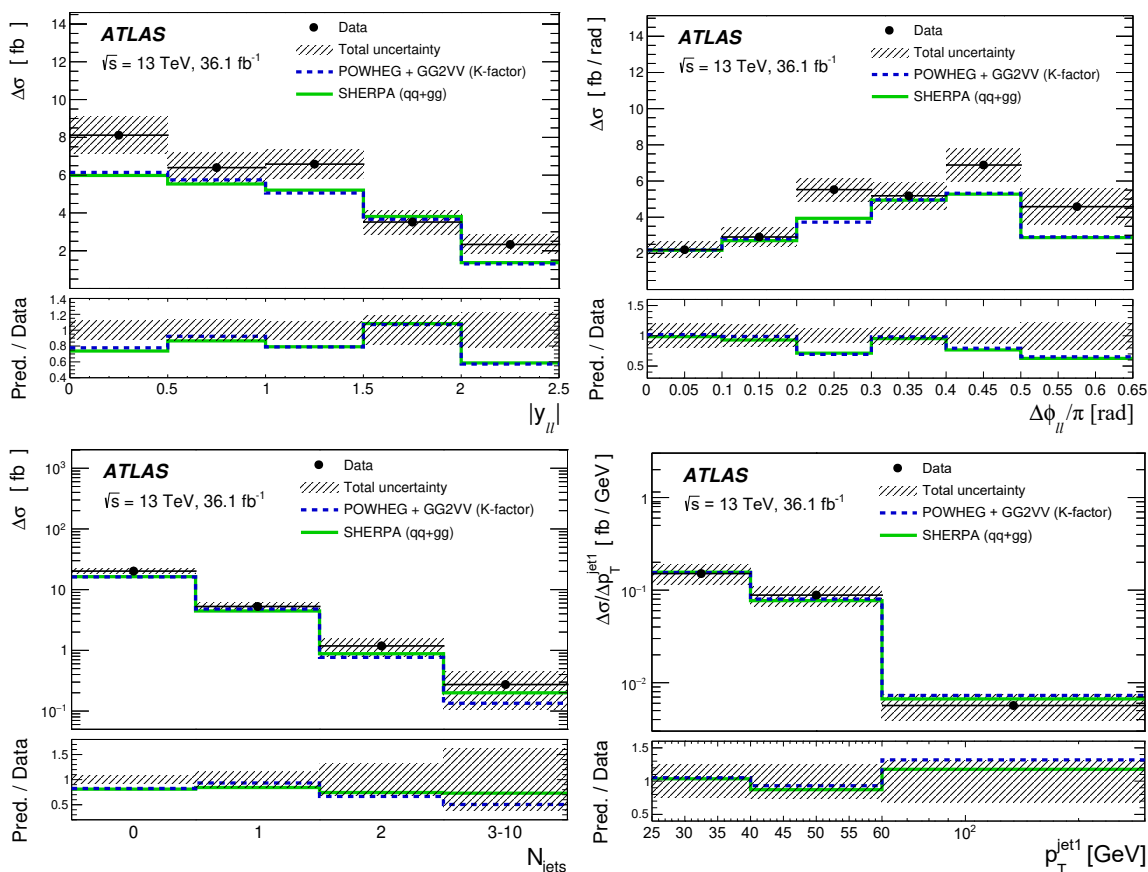 Δσ [ fb]
14
12
10
8
6
4
2
0
ATLAS
√s = 13 TeV, 36.1 fb⁻¹
Data
Total uncertainty
POWHEG + GG2VV (K-factor)
SHERPA (qq+gg)
Pred. / Data
1.4
1.2
1
0.8
0.6
0.4
0 0.5 1 1.5 2 2.5
|y_ll|
Δσ [ fb / rad]
14
12
10
8
6
4
2
0
ATLAS
√s = 13 TeV, 36.1 fb⁻¹
Data
Total uncertainty
POWHEG + GG2VV (K-factor)
SHERPA (qq+gg)
Pred. / Data
1.5
1
0.5
0 0.05 0.1 0.15 0.2 0.25 0.3 0.35 0.4 0.45 0.5 0.55 0.6 0.65
Δϕ_ll/π [rad]
Δσ [ fb]
10³
10²
10
1
10⁻¹
ATLAS
√s = 13 TeV, 36.1 fb⁻¹
Data
Total uncertainty
POWHEG + GG2VV (K-factor)
SHERPA (qq+gg)
Pred. / Data
1.5
1
0.5
0 1 2 3-10
N_jets
Δσ/Δp_T^jet1 [ fb / GeV]
1
10⁻¹
10⁻²
ATLAS
√s = 13 TeV, 36.1 fb⁻¹
Data
Total uncertainty
POWHEG + GG2VV (K-factor)
SHERPA (qq+gg)
Pred. / Data
1.5
1
0.5
25 30 35 40 45 50 55 60 10²
p_T^jet1 [GeV]